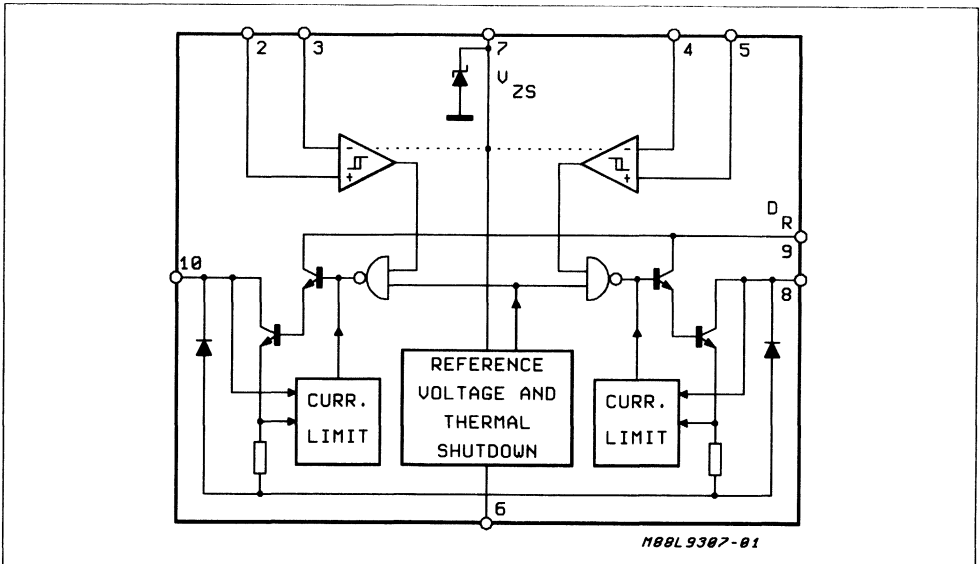 2 3 7 4 5
V
ZS
- -
+ +
D
R
9
10
8
REFERENCE
VOLTAGE AND
THERMAL
SHUTDOWN
CURR.
LIMIT
CURR.
LIMIT
6
M88L9307-01